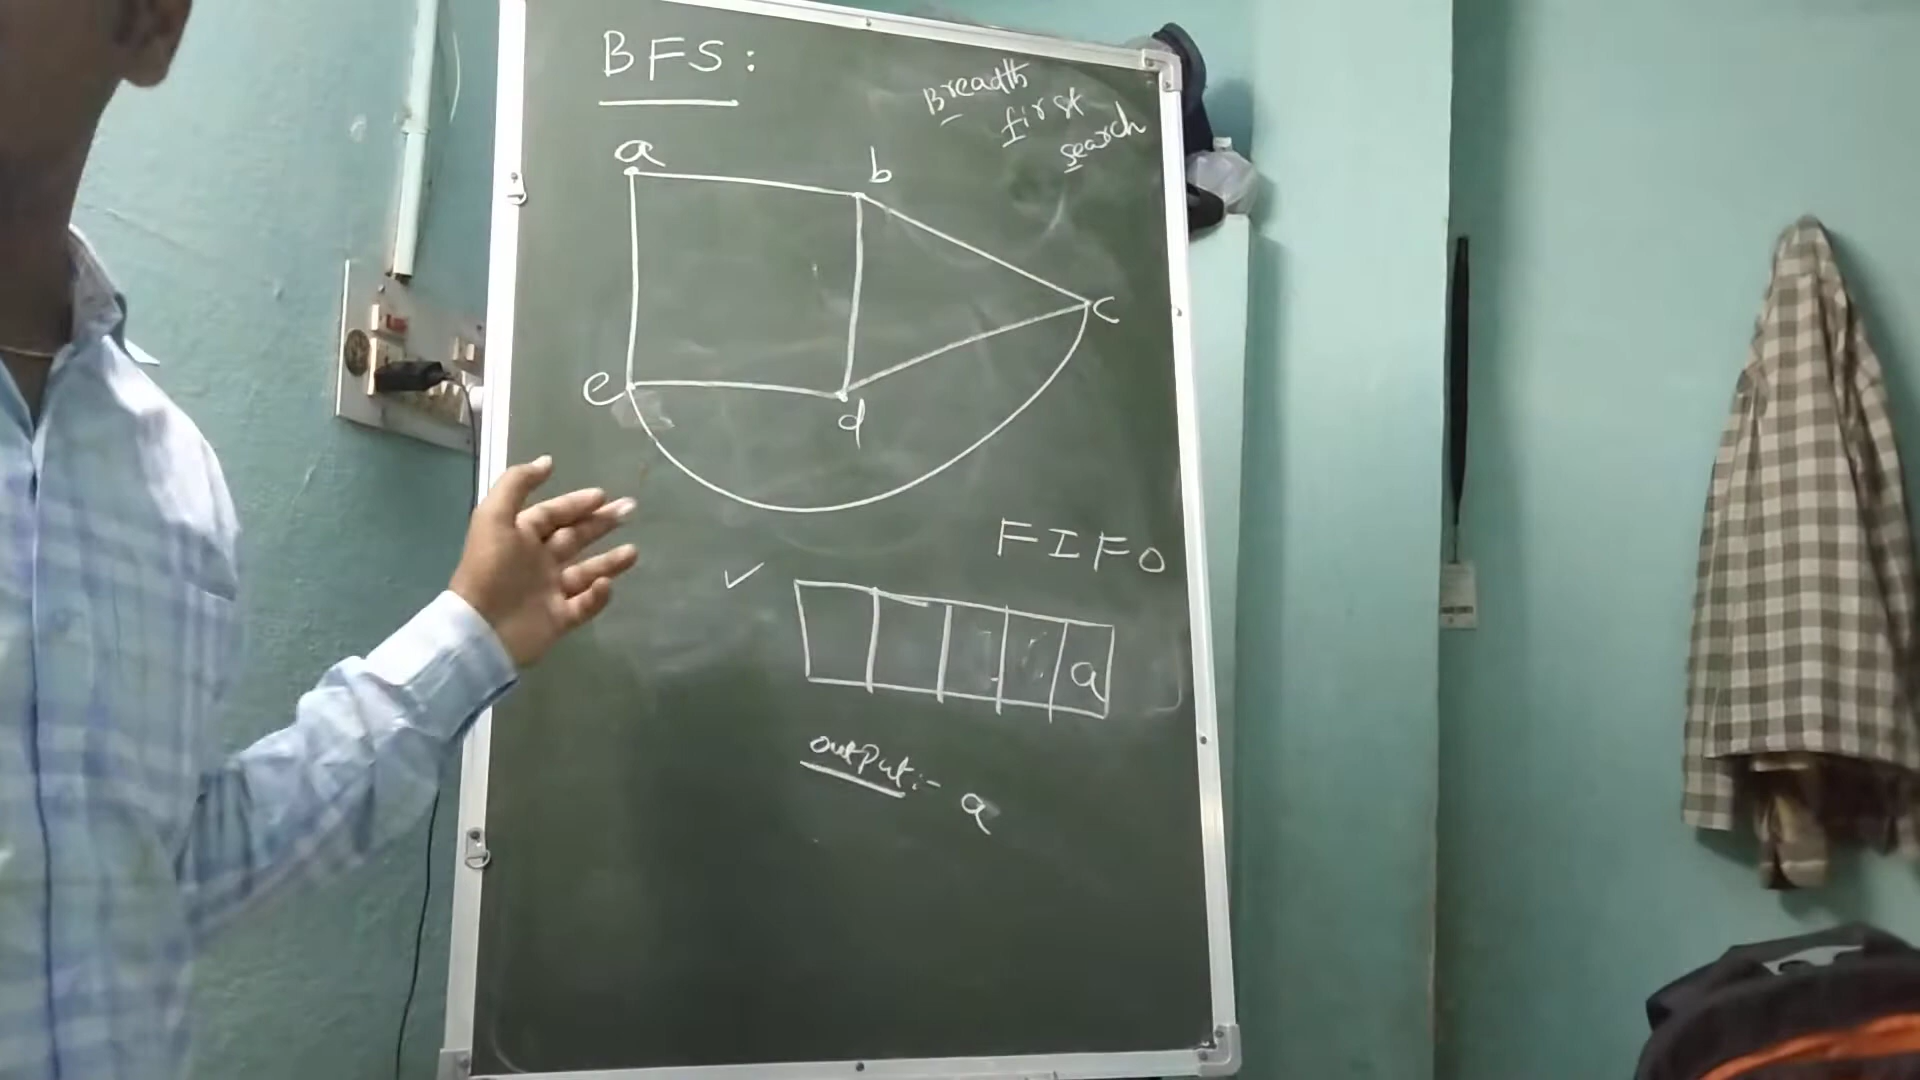 BFS:
Breadth
first
search
a
b
c
e
d
FIFO
a
output:- a